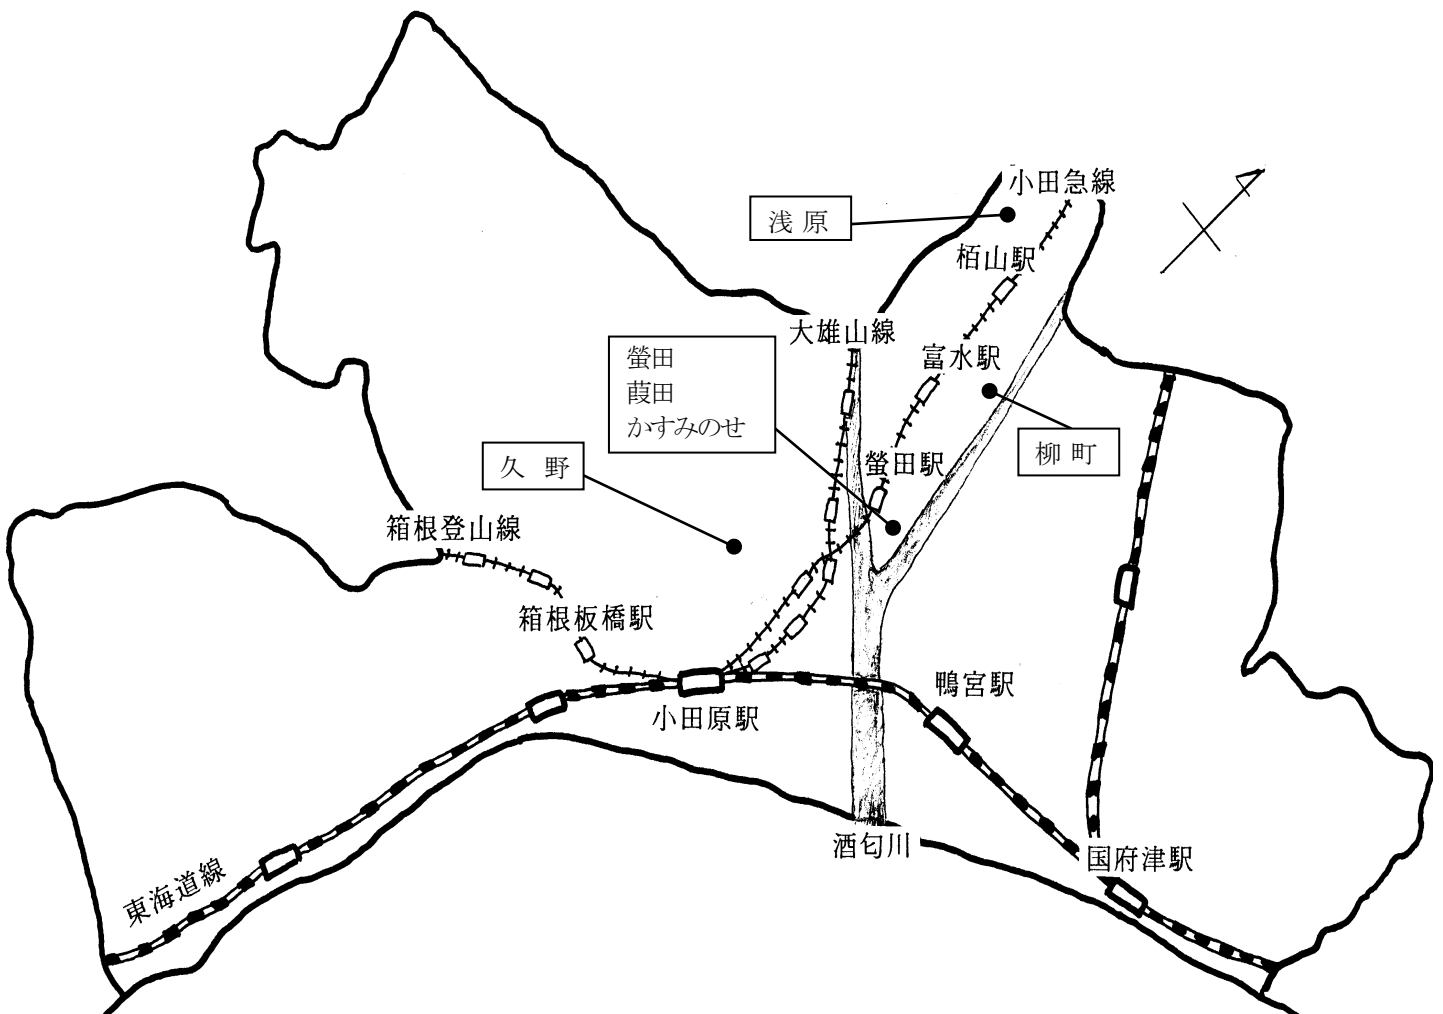 小田急線
浅原
栢山駅
大雄山線
螢田
葭田
かすみのせ
富水駅
柳町
螢田駅
久野
箱根登山線
箱根板橋駅
鴨宮駅
小田原駅
酒匂川
国府津駅
東海道線